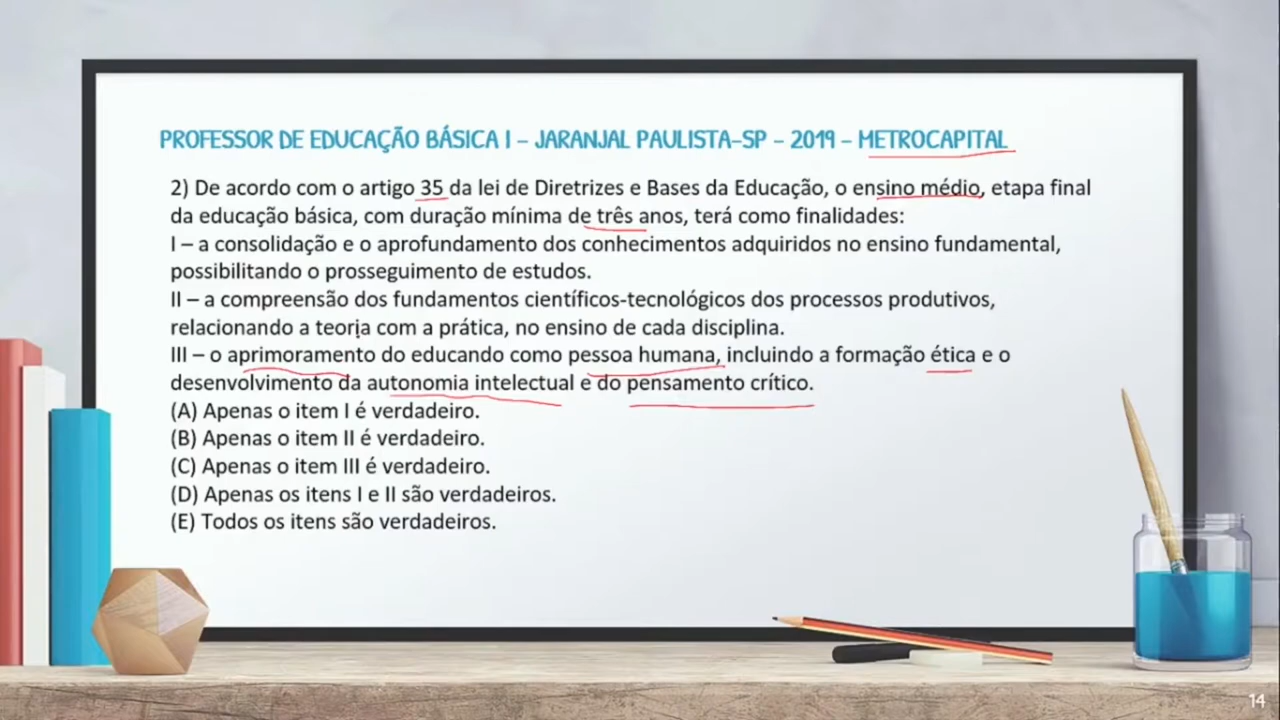 PROFESSOR DE EDUCAÇÃO BÁSICA I – JARANJAL PAULISTA-SP – 2019 – METROCAPITAL
2) De acordo com o artigo 35 da lei de Diretrizes e Bases da Educação, o ensino médio, etapa final
da educação básica, com duração mínima de três anos, terá como finalidades:
I – a consolidação e o aprofundamento dos conhecimentos adquiridos no ensino fundamental,
possibilitando o prosseguimento de estudos.
II – a compreensão dos fundamentos científicos-tecnológicos dos processos produtivos,
relacionando a teoria com a prática, no ensino de cada disciplina.
III – o aprimoramento do educando como pessoa humana, incluindo a formação ética e o
desenvolvimento da autonomia intelectual e do pensamento crítico.
(A) Apenas o item I é verdadeiro.
(B) Apenas o item II é verdadeiro.
(C) Apenas o item III é verdadeiro.
(D) Apenas os itens I e II são verdadeiros.
(E) Todos os itens são verdadeiros.
14